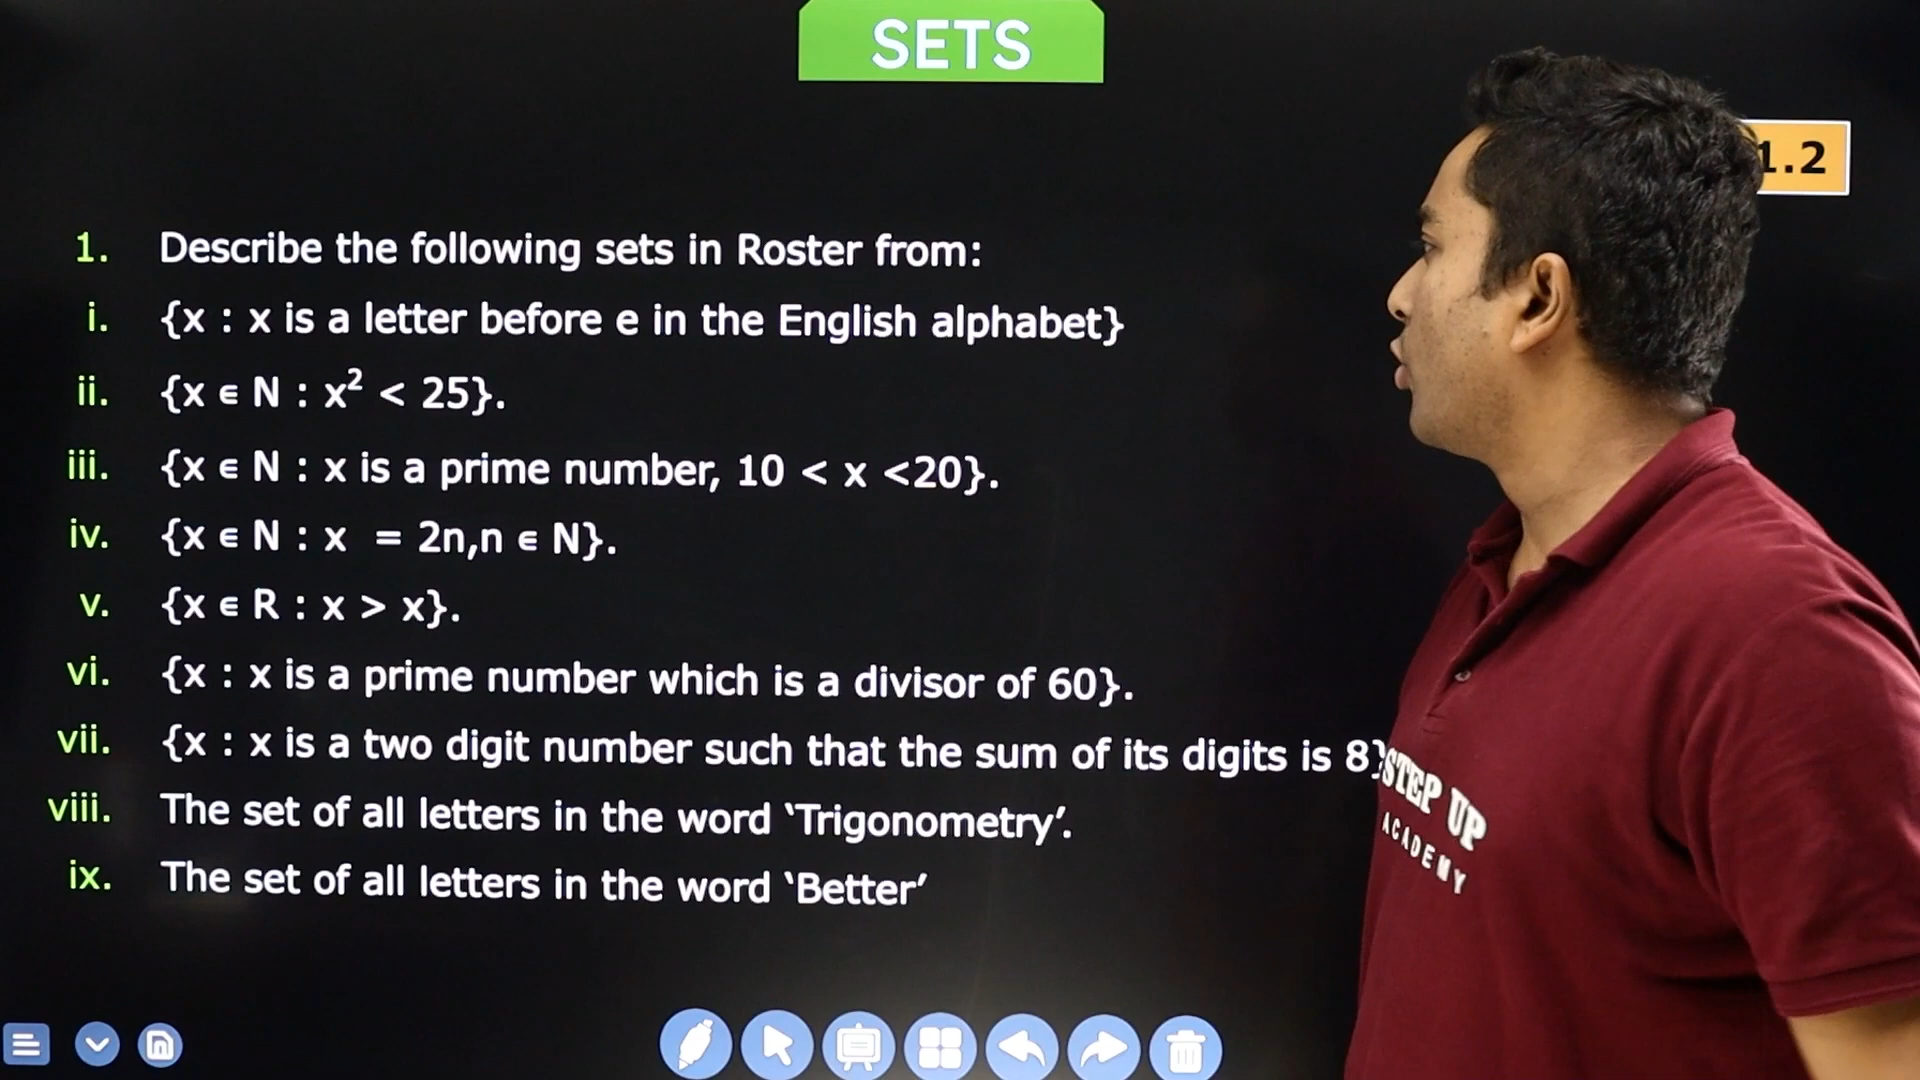 SETS
1.2
1. Describe the following sets in Roster from:
i. {x : x is a letter before e in the English alphabet}
ii. {x ∈ N : x² < 25}.
iii. {x ∈ N : x is a prime number, 10 < x <20}.
iv. {x ∈ N : x = 2n,n ∈ N}.
v. {x ∈ R : x > x}.
vi. {x : x is a prime number which is a divisor of 60}.
vii. {x : x is a two digit number such that the sum of its digits is 8}
viii. The set of all letters in the word ‘Trigonometry’.
ix. The set of all letters in the word ‘Better’
STEP UP
ACADEMY